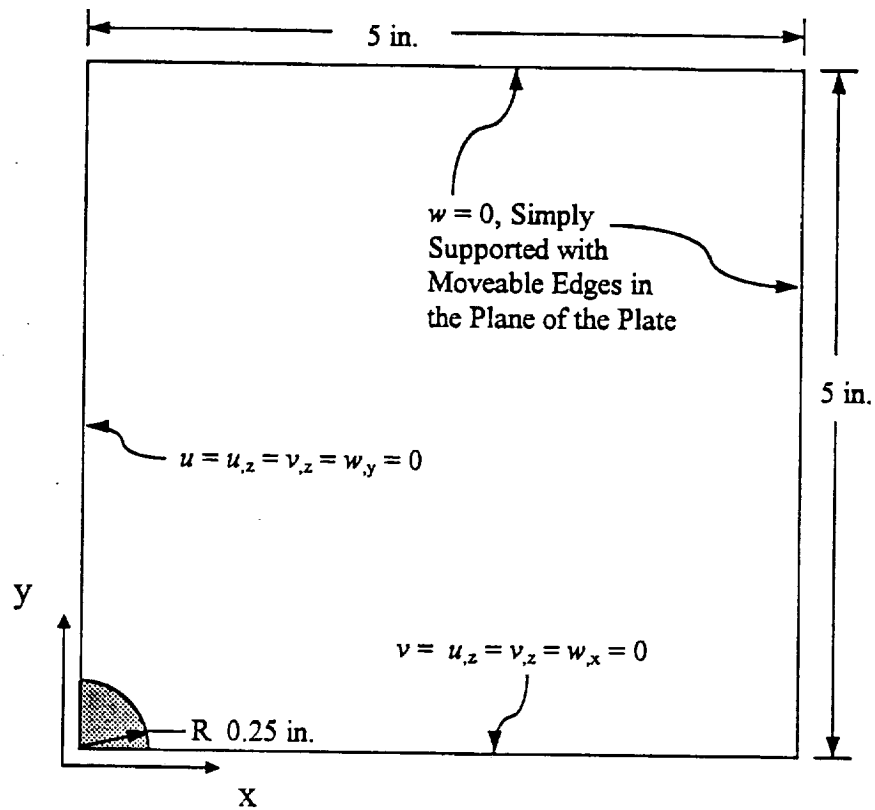 5 in.
w = 0, Simply
Supported with
Moveable Edges in
the Plane of the Plate
5 in.
u = u,z = v,z = w,y = 0
y
v = u,z = v,z = w,x = 0
R 0.25 in.
x